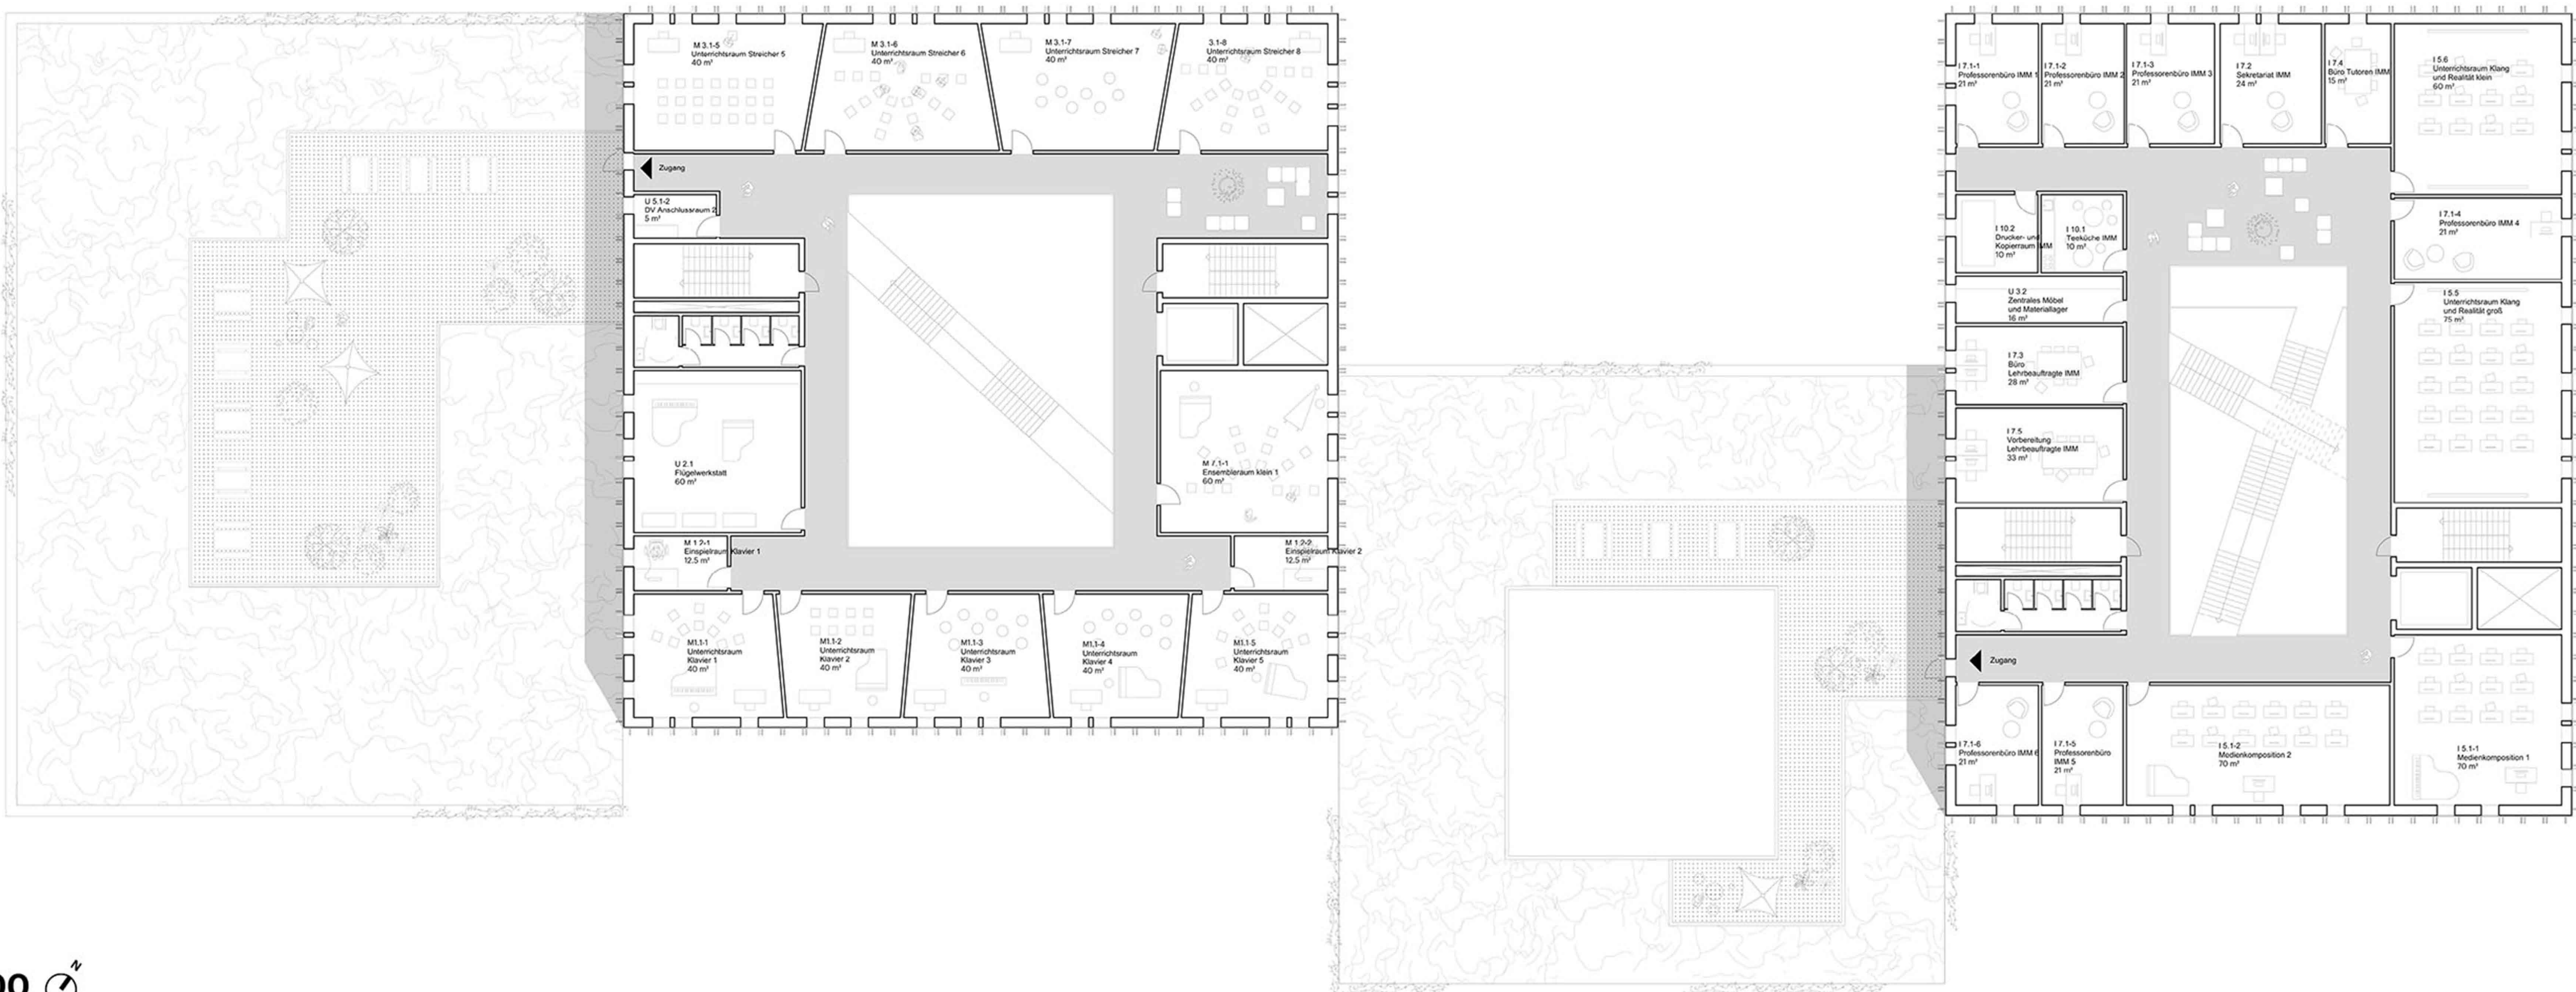 M 3.1-5
Unterrichtsraum Streicher 5
40 m²
M 3.1-6
Unterrichtsraum Streicher 6
40 m²
M 3.1-7
Unterrichtsraum Streicher 7
40 m²
3.1-8
Unterrichtsraum Streicher 8
40 m²
Zugang
U 5.1-2
DV Anschlussraum 2
5 m²
U 2.1
Flügelwerkstatt
60 m²
M 7.1-1
Ensembleraum klein 1
60 m²
M 1.2-1
Einspielraum Klavier 1
12.5 m²
M 1.2-2
Einspielraum Klavier 2
12.5 m²
M1.1-1
Unterrichtsraum
Klavier 1
40 m²
M1.1-2
Unterrichtsraum
Klavier 2
40 m²
M1.1-3
Unterrichtsraum
Klavier 3
40 m²
M1.1-4
Unterrichtsraum
Klavier 4
40 m²
M1.1-5
Unterrichtsraum
Klavier 5
40 m²
I 7.1-1
Professorenbüro IMM 1
21 m²
I 7.1-2
Professorenbüro IMM 2
21 m²
I 7.1-3
Professorenbüro IMM 3
21 m²
I 7.2
Sekretariat IMM
24 m²
I 7.4
Büro Tutoren IMM
15 m²
I 5.6
Unterrichtsraum Klang
und Realität klein
60 m²
I 10.2
Drucker- und
Kopierraum IMM
10 m²
I 10.1
Teeküche IMM
10 m²
I 7.1-4
Professorenbüro IMM 4
21 m²
U 3.2
Zentrales Möbel
und Materiallager
16 m²
I 5.5
Unterrichtsraum Klang
und Realität groß
75 m²
I 7.3
Büro
Lehrbeauftragte IMM
28 m²
I 7.5
Vorbereitung
Lehrbeauftragte IMM
33 m²
Zugang
I 7.1-6
Professorenbüro IMM 6
21 m²
I 7.1-5
Professorenbüro
IMM 5
21 m²
I 5.1-2
Medienkomposition 2
70 m²
I 5.1-1
Medienkomposition 1
70 m²
N
00